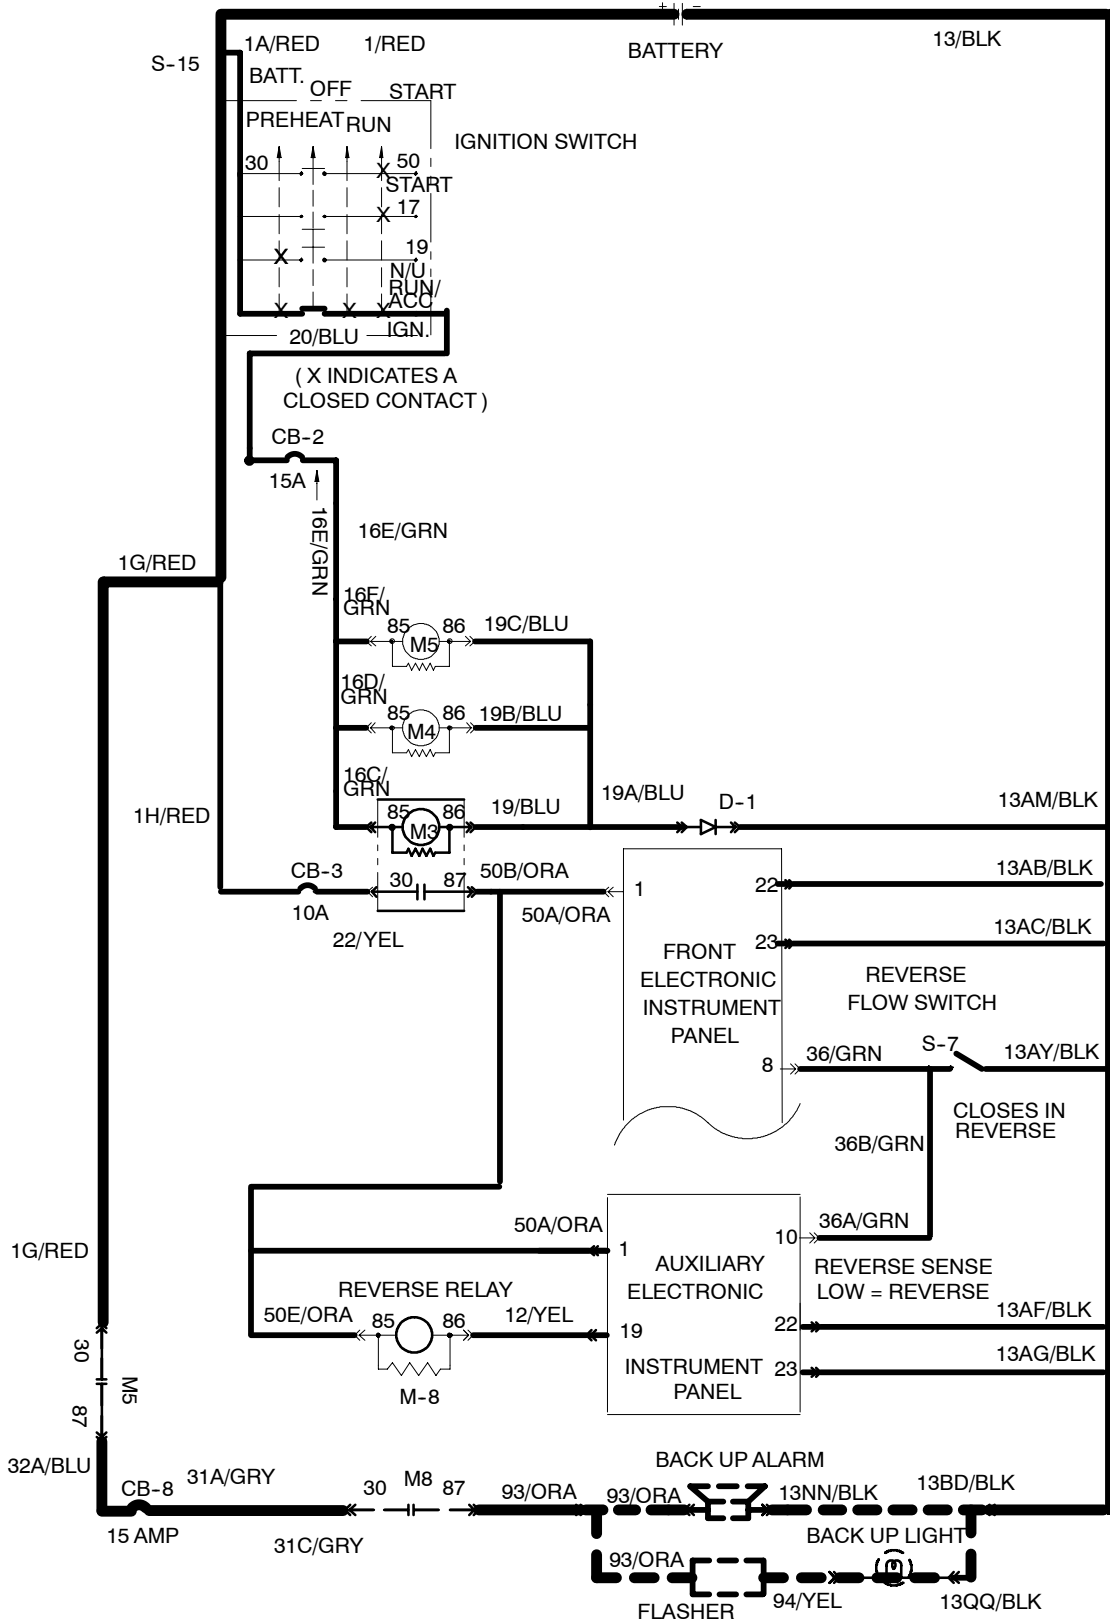 + -
1A/RED 1/RED
BATTERY
13/BLK
S-15
BATT.
OFF
START
PREHEAT RUN
IGNITION SWITCH
30
50
START
17
19
N/U
RUN/
ACC
IGN.
20/BLU
( X INDICATES A
CLOSED CONTACT )
CB-2
15A
16E/GRN
16E/GRN
1G/RED
16F/
GRN
85 M5 86
19C/BLU
16D/
GRN
85 M4 86
19B/BLU
16C/
GRN
85 M3 86
19/BLU
19A/BLU
D-1
13AM/BLK
1H/RED
CB-3
10A
22/YEL
30 87
50B/ORA
50A/ORA
1
22
13AB/BLK
23
13AC/BLK
FRONT
ELECTRONIC
INSTRUMENT
PANEL
REVERSE
FLOW SWITCH
8
36/GRN
S-7
13AY/BLK
CLOSES IN
REVERSE
36B/GRN
1G/RED
50A/ORA
1
10
36A/GRN
AUXILIARY
ELECTRONIC
REVERSE SENSE
LOW = REVERSE
REVERSE RELAY
50E/ORA
85 86
12/YEL
19
22
13AF/BLK
INSTRUMENT
PANEL
23
13AG/BLK
M-8
30
M5
87
32A/BLU
CB-8
15 AMP
31A/GRY
31C/GRY
30 M8 87
93/ORA
93/ORA
BACK UP ALARM
13NN/BLK
13BD/BLK
BACK UP LIGHT
93/ORA
FLASHER
94/YEL
13QQ/BLK